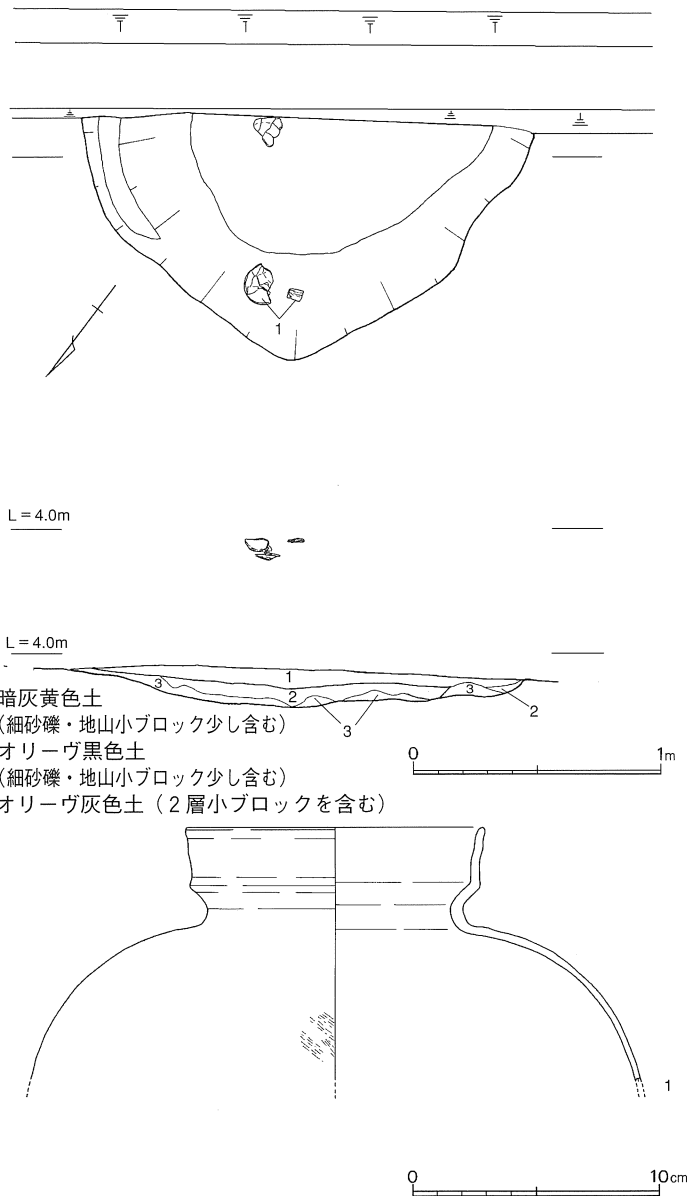 1
L=4.0m
L=4.0m
1
3
2
3
2
3
暗灰黄色土
(細砂礫・地山小ブロック少し含む)
オリーヴ黒色土
(細砂礫・地山小ブロック少し含む)
オリーヴ灰色土(2層小ブロックを含む)
0 1m
1
0 10cm